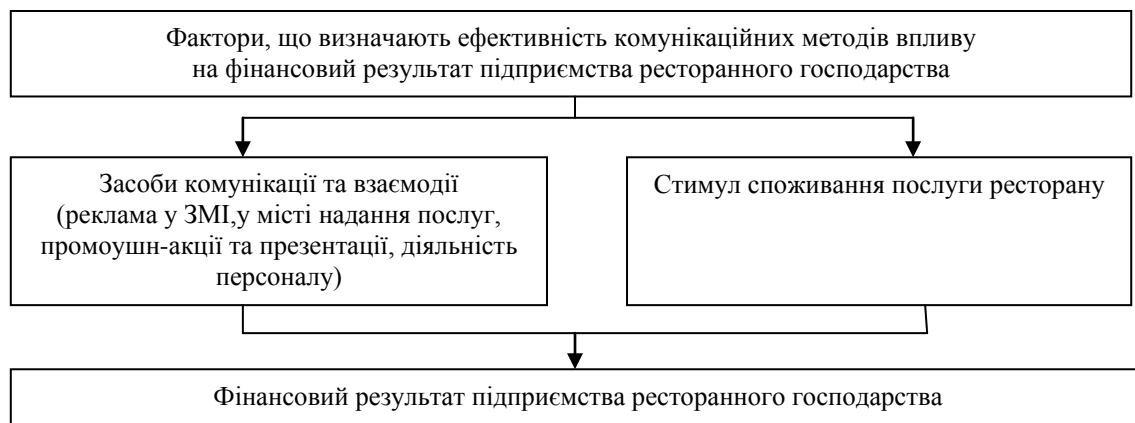 Фактори, що визначають ефективність комунікаційних методів впливу
на фінансовий результат підприємства ресторанного господарства
Засоби комунікації та взаємодії
(реклама у ЗМІ,у місті надання послуг,
промоушн-акції та презентації, діяльність
персоналу)
Стимул споживання послуги ресторану
Фінансовий результат підприємства ресторанного господарства